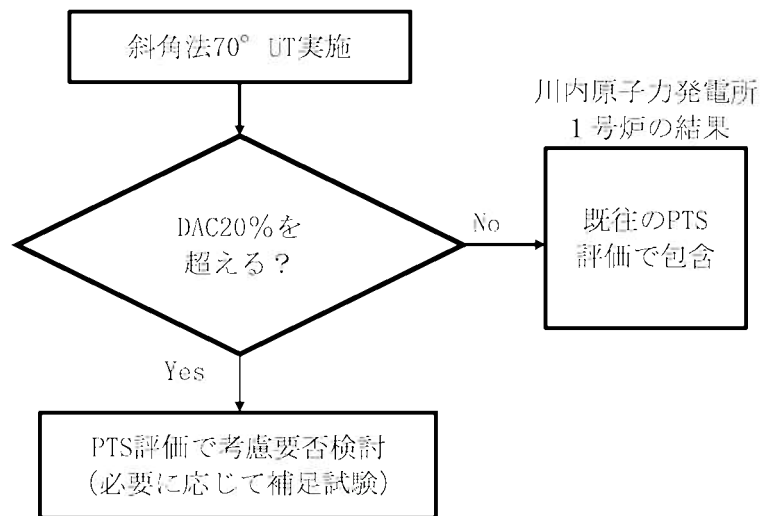 斜角法70° UT実施
川内原子力発電所
1号炉の結果
DAC20%を
超える?
No
既往のPTS
評価で包含
Yes
PTS評価で考慮要否検討
(必要に応じて補足試験)